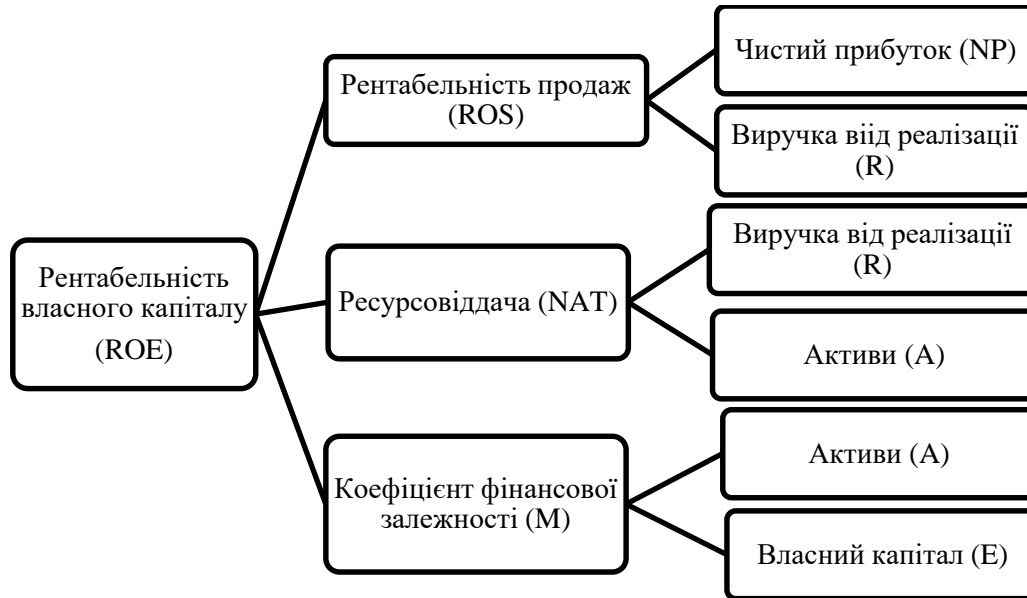 Чистий прибуток (NP)
Рентабельність продаж
(ROS)
Виручка віід реалізації
(R)
Виручка від реалізації
(R)
Рентабельність
власного капіталу
(ROE)
Ресурсовіддача (NAT)
Активи (А)
Активи (А)
Коефіцієнт фінансової
залежності (М)
Власний капітал (Е)